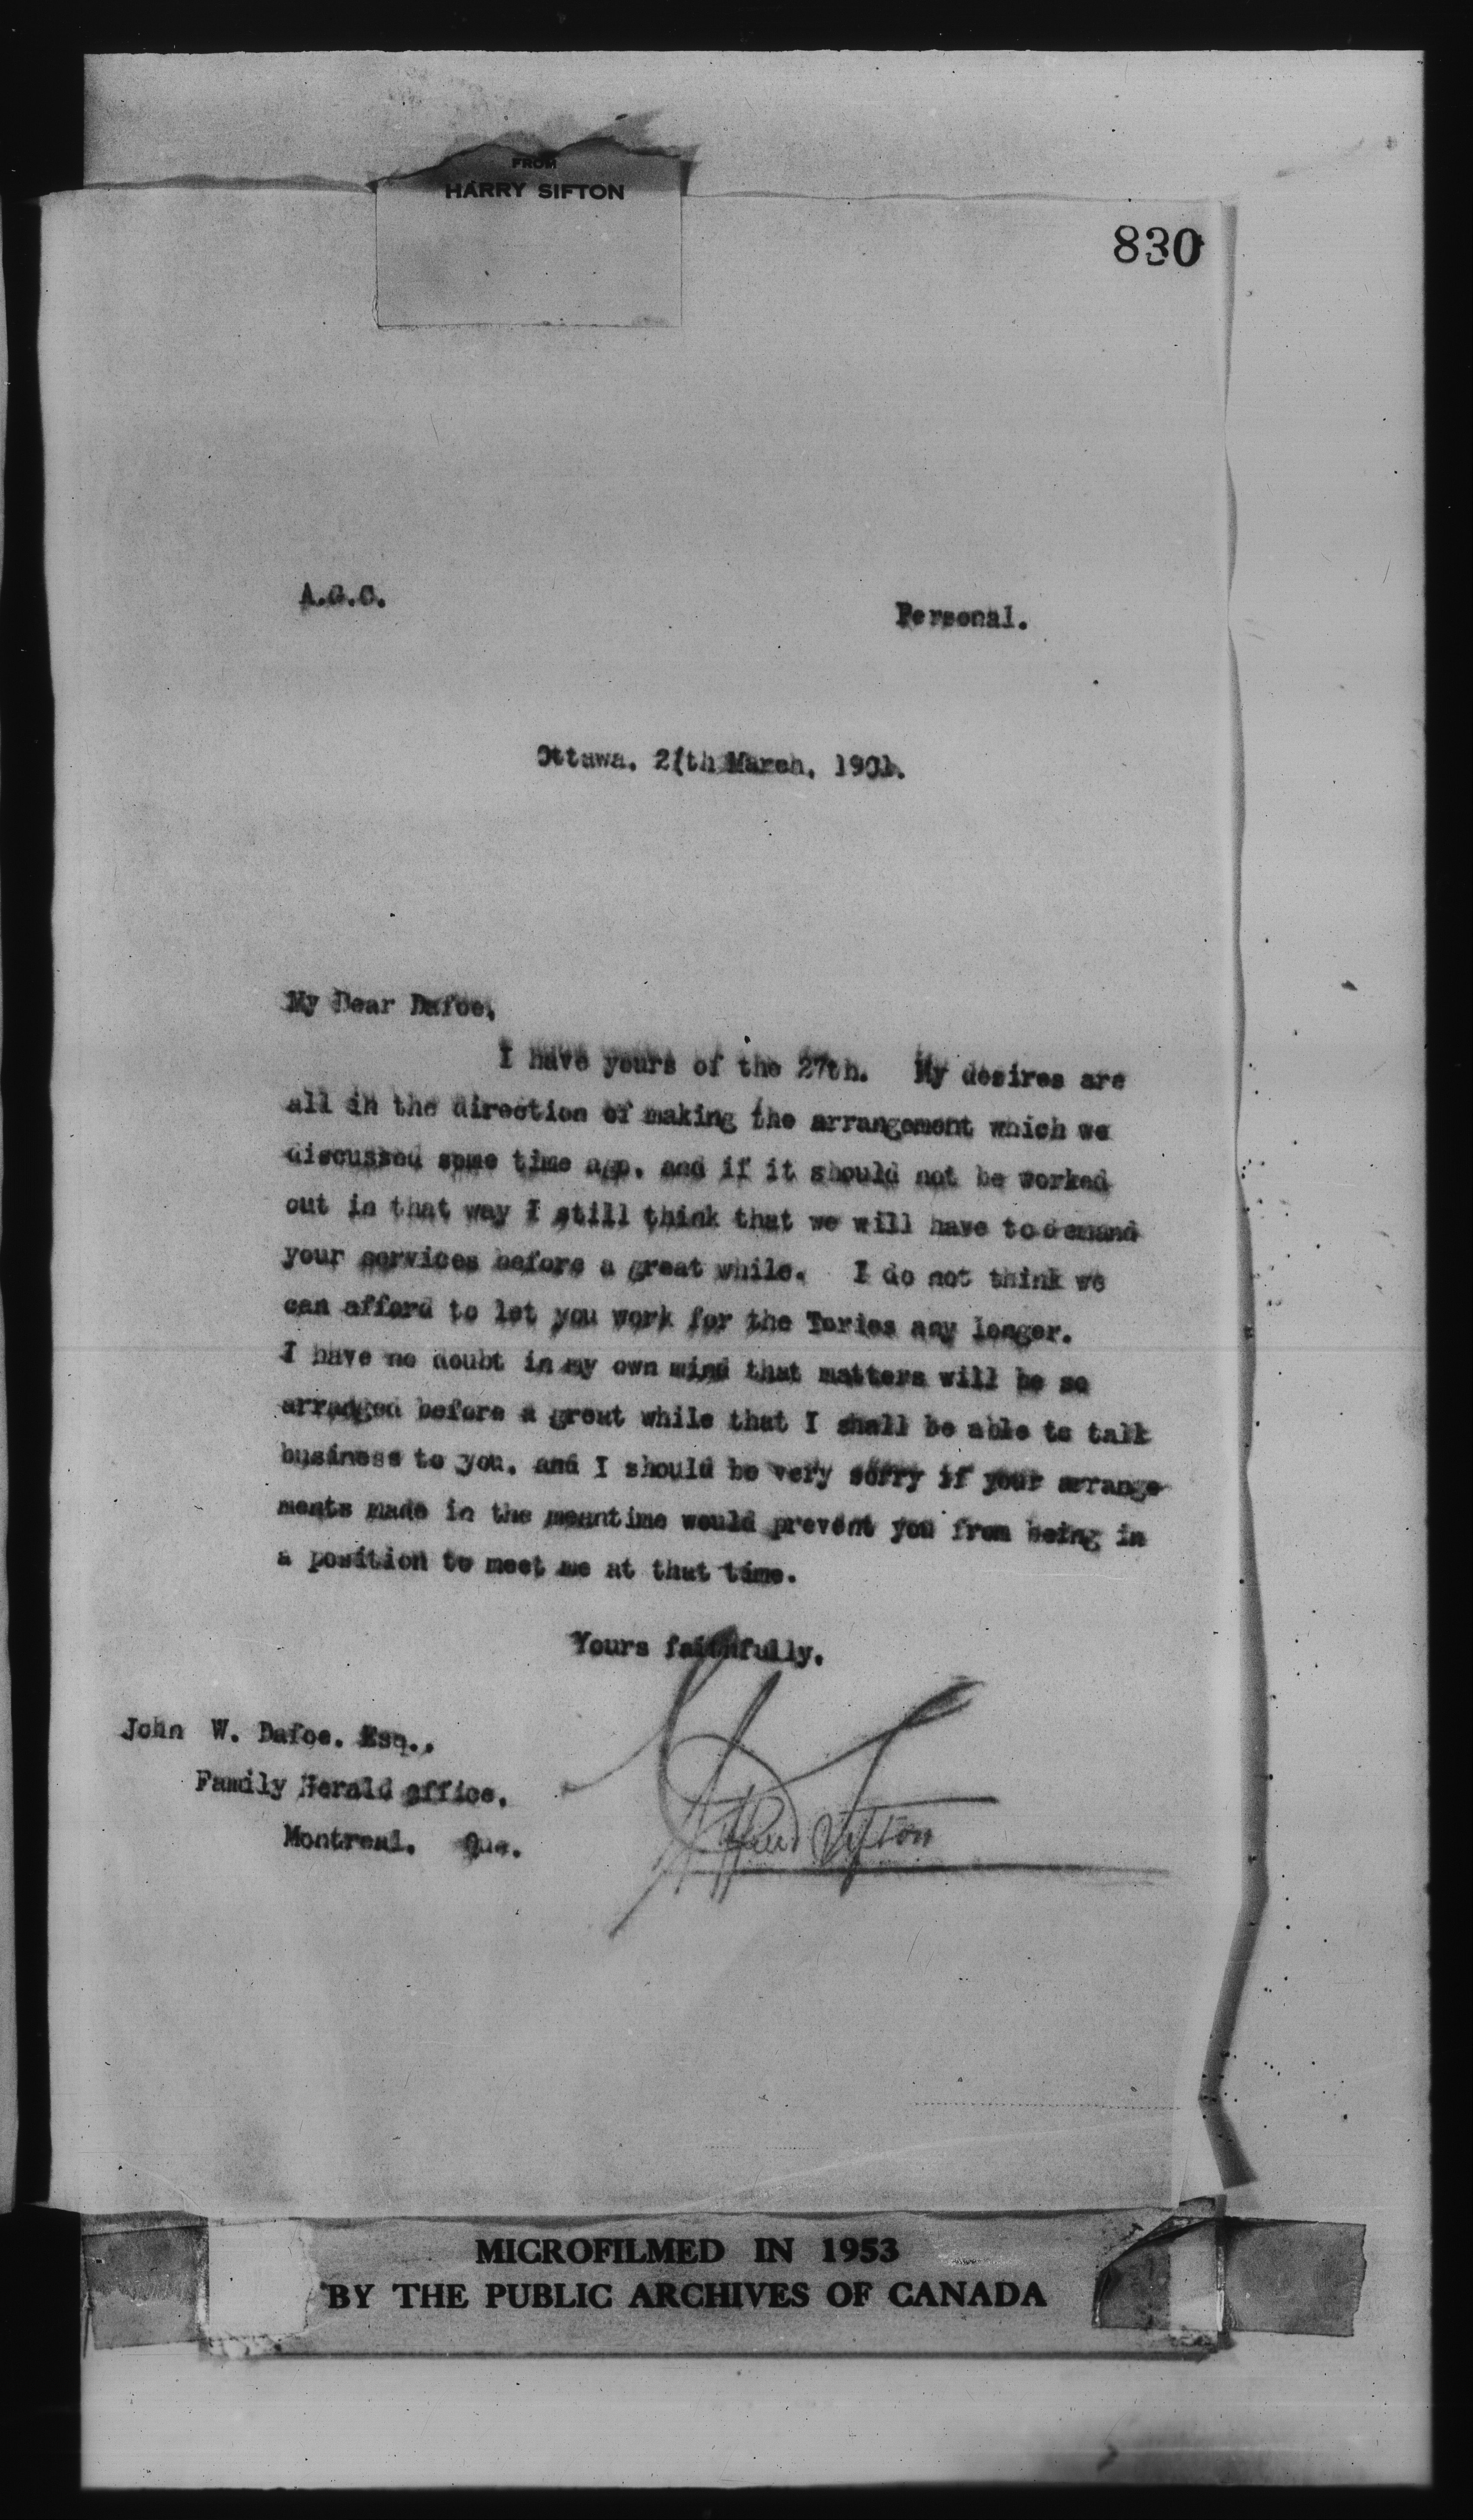 FROM
HARRY SIFTON
830
A.G.C.
Personal.
Ottawa, March, 1901.
My Dear Dafoe,
I have yours of the 27th. My desires are
all in the direction of making the arrangement which we
discussed some time ago, and if it should not be worked
out in that way I still think that we will have to demand
your services before a great while. I do not think we
can afford to let you work for the Tories any longer.
I have no doubt in my own mind that matters will be so
arranged before a great while that I shall be able to talk
business to you, and I should be very sorry if your arrange-
ments made in the meantime would prevent you from being in
a position to meet me at that time.
Yours faithfully,
John W. Dafoe, Esq.,
Family Herald office,
Montreal. Que.
Sifton
MICROFILMED IN 1953
BY THE PUBLIC ARCHIVES OF CANADA